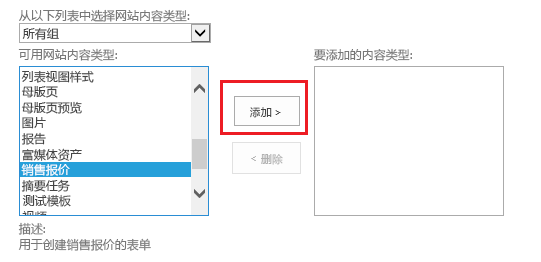 从以下列表中选择网站内容类型:
所有组
可用网站内容类型:
要添加的内容类型:
列表视图样式
母版页
母版页预览
图片
报告
富媒体资产
销售报价
摘要任务
测试模板
视频
添加 >
< 删除
描述:
用于创建销售报价的表单